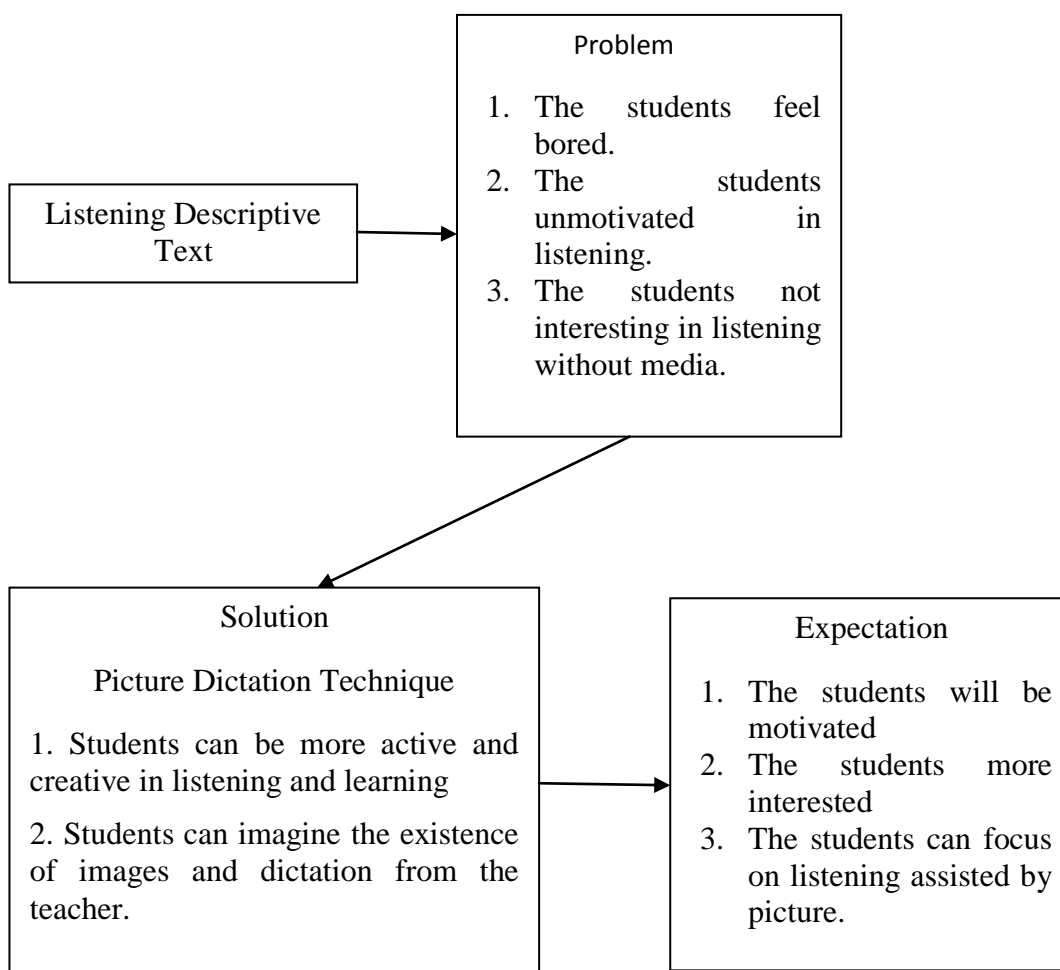 Listening Descriptive
Text
Problem
1. The students feel
bored.
2. The students
unmotivated in
listening.
3. The students not
interesting in listening
without media.
Solution
Picture Dictation Technique
1. Students can be more active and
creative in listening and learning
2. Students can imagine the existence
of images and dictation from the
teacher.
Expectation
1. The students will be
motivated
2. The students more
interested
3. The students can focus
on listening assisted by
picture.